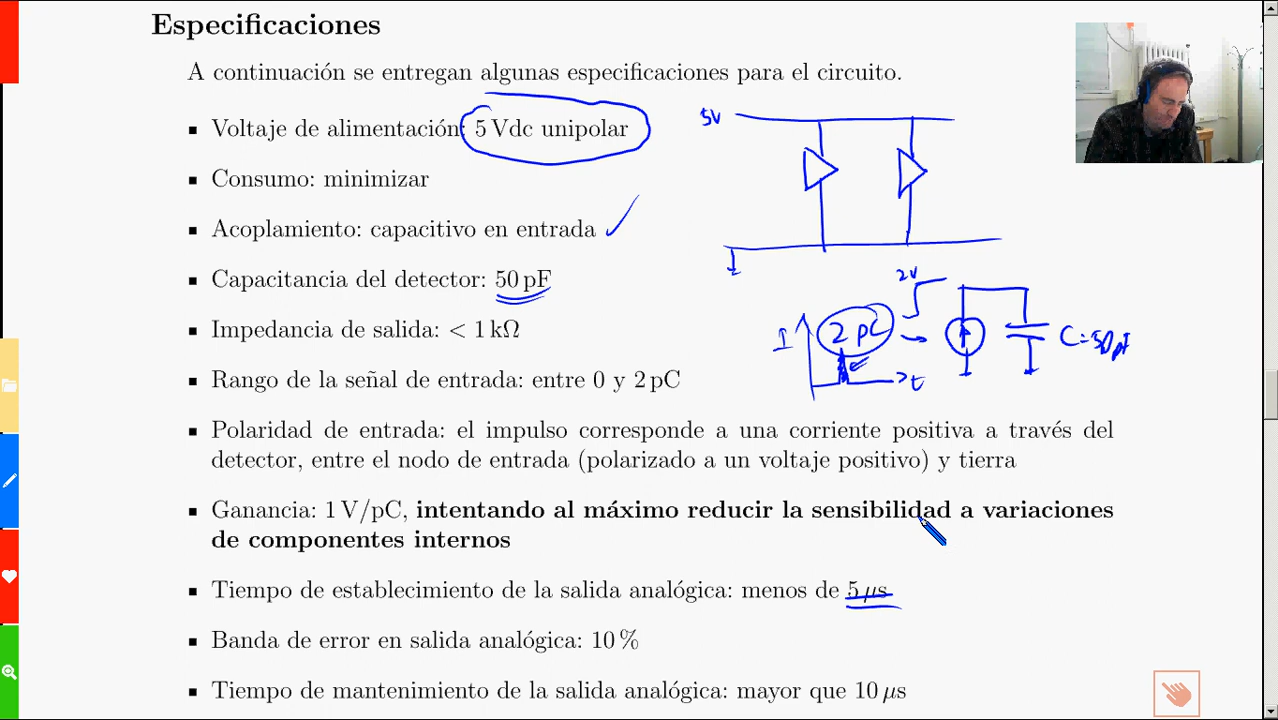 Especificaciones
A continuación se entregan algunas especificaciones para el circuito.
▪ Voltaje de alimentación: 5 Vdc unipolar
5V
▪ Consumo: minimizar
▪ Acoplamiento: capacitivo en entrada
▪ Capacitancia del detector: 50 pF
2V
▪ Impedancia de salida: < 1 kΩ
I
2 pC
C=50pF
▪ Rango de la señal de entrada: entre 0 y 2 pC
t
▪ Polaridad de entrada: el impulso corresponde a una corriente positiva a través del
detector, entre el nodo de entrada (polarizado a un voltaje positivo) y tierra
▪ Ganancia: 1 V/pC, intentando al máximo reducir la sensibilidad a variaciones
de componentes internos
▪ Tiempo de establecimiento de la salida analógica: menos de 5 μs
▪ Banda de error en salida analógica: 10 %
▪ Tiempo de mantenimiento de la salida analógica: mayor que 10 μs